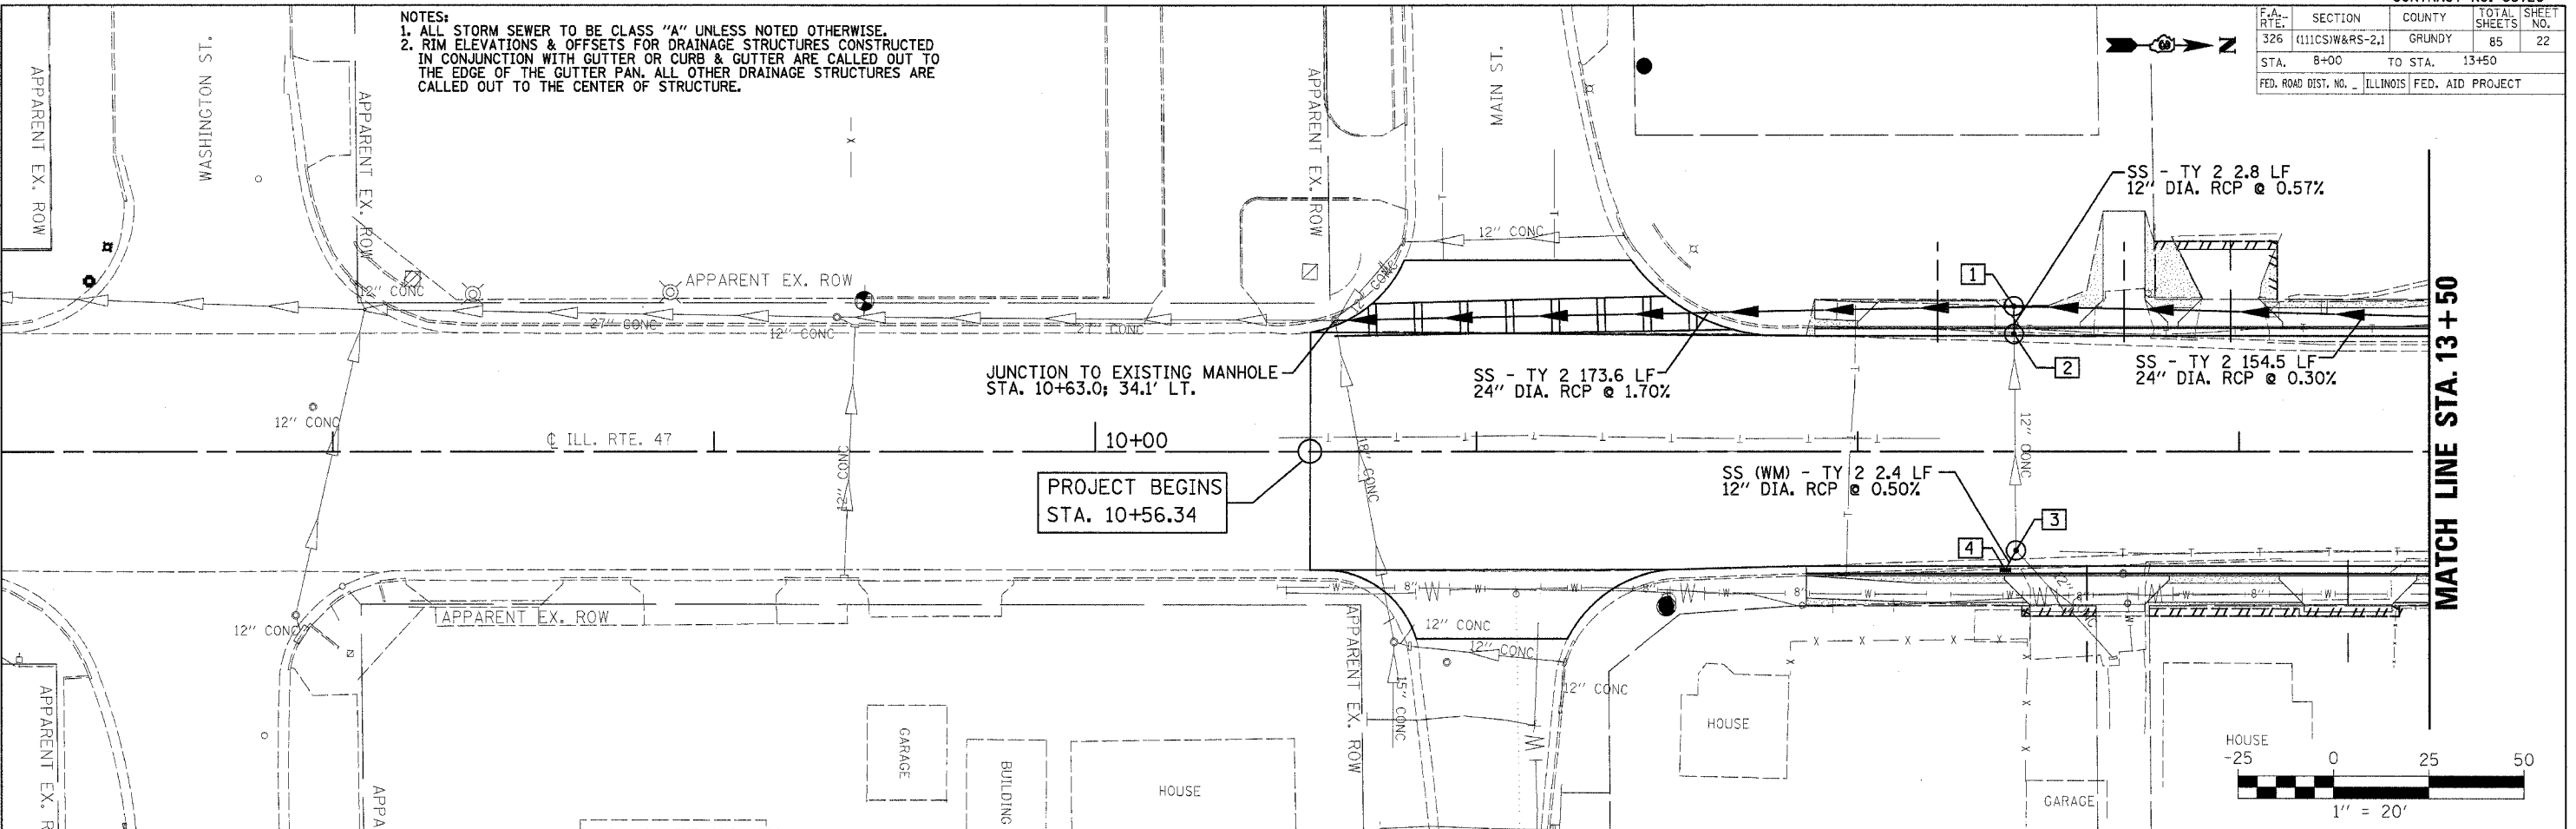 NOTES:
1. ALL STORM SEWER TO BE CLASS "A" UNLESS NOTED OTHERWISE.
2. RIM ELEVATIONS & OFFSETS FOR DRAINAGE STRUCTURES CONSTRUCTED
IN CONJUNCTION WITH GUTTER OR CURB & GUTTER ARE CALLED OUT TO
THE EDGE OF THE GUTTER PAN. ALL OTHER DRAINAGE STRUCTURES ARE
CALLED OUT TO THE CENTER OF STRUCTURE.
F.A. RTE. SECTION COUNTY TOTAL SHEETS SHEET NO.
326 (111CS)W&RS-2,1 GRUNDY 85 22
STA. 8+00 TO STA. 13+50
FED. ROAD DIST. NO. _ ILLINOIS FED. AID PROJECT
N
APPARENT EX. ROW
WASHINGTON ST.
APPARENT EX. ROW
APPARENT EX. ROW
MAIN ST.
SS - TY 2 2.8 LF
12" DIA. RCP @ 0.57%
12" CONC
1
12" CONC
APPARENT EX. ROW
12" CONC
27" CONC
12" CONC
27" CONC
JUNCTION TO EXISTING MANHOLE
STA. 10+63.0; 34.1' LT.
SS - TY 2 173.6 LF
24" DIA. RCP @ 1.70%
2
SS - TY 2 154.5 LF
24" DIA. RCP @ 0.30%
MATCH LINE STA. 13+50
12" CONC
℄ ILL. RTE. 47
10+00
12" CONC
18" CONC
12" CONC
PROJECT BEGINS
STA. 10+56.34
SS (WM) - TY 2 2.4 LF
12" DIA. RCP @ 0.50%
3
4
8" W
8" W
8"
W
8"
12" CONC
APPARENT EX. ROW
APPARENT EX. ROW
12" CONC
12" CONC
15" CONC
12" CONC
APPARENT EX. R
APPA
GARAGE
BUILDING
HOUSE
HOUSE
HOUSE
GARAGE
-25 0 25 50
1" = 20'